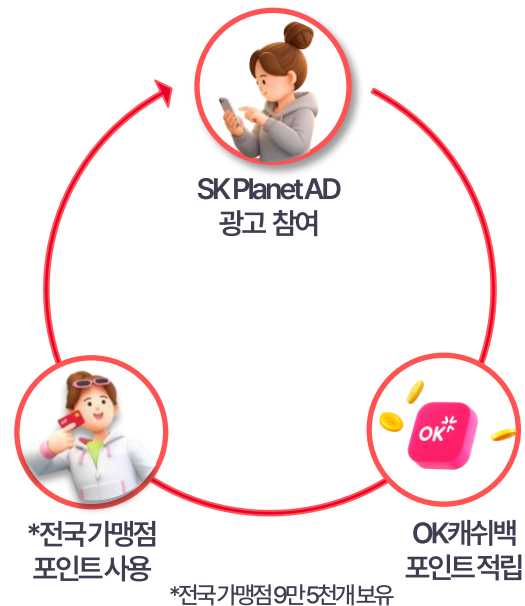 SK Planet AD
광고 참여
OK
OK캐쉬백
포인트 적립
*전국 가맹점
포인트 사용
*전국 가맹점 9만 5천개 보유